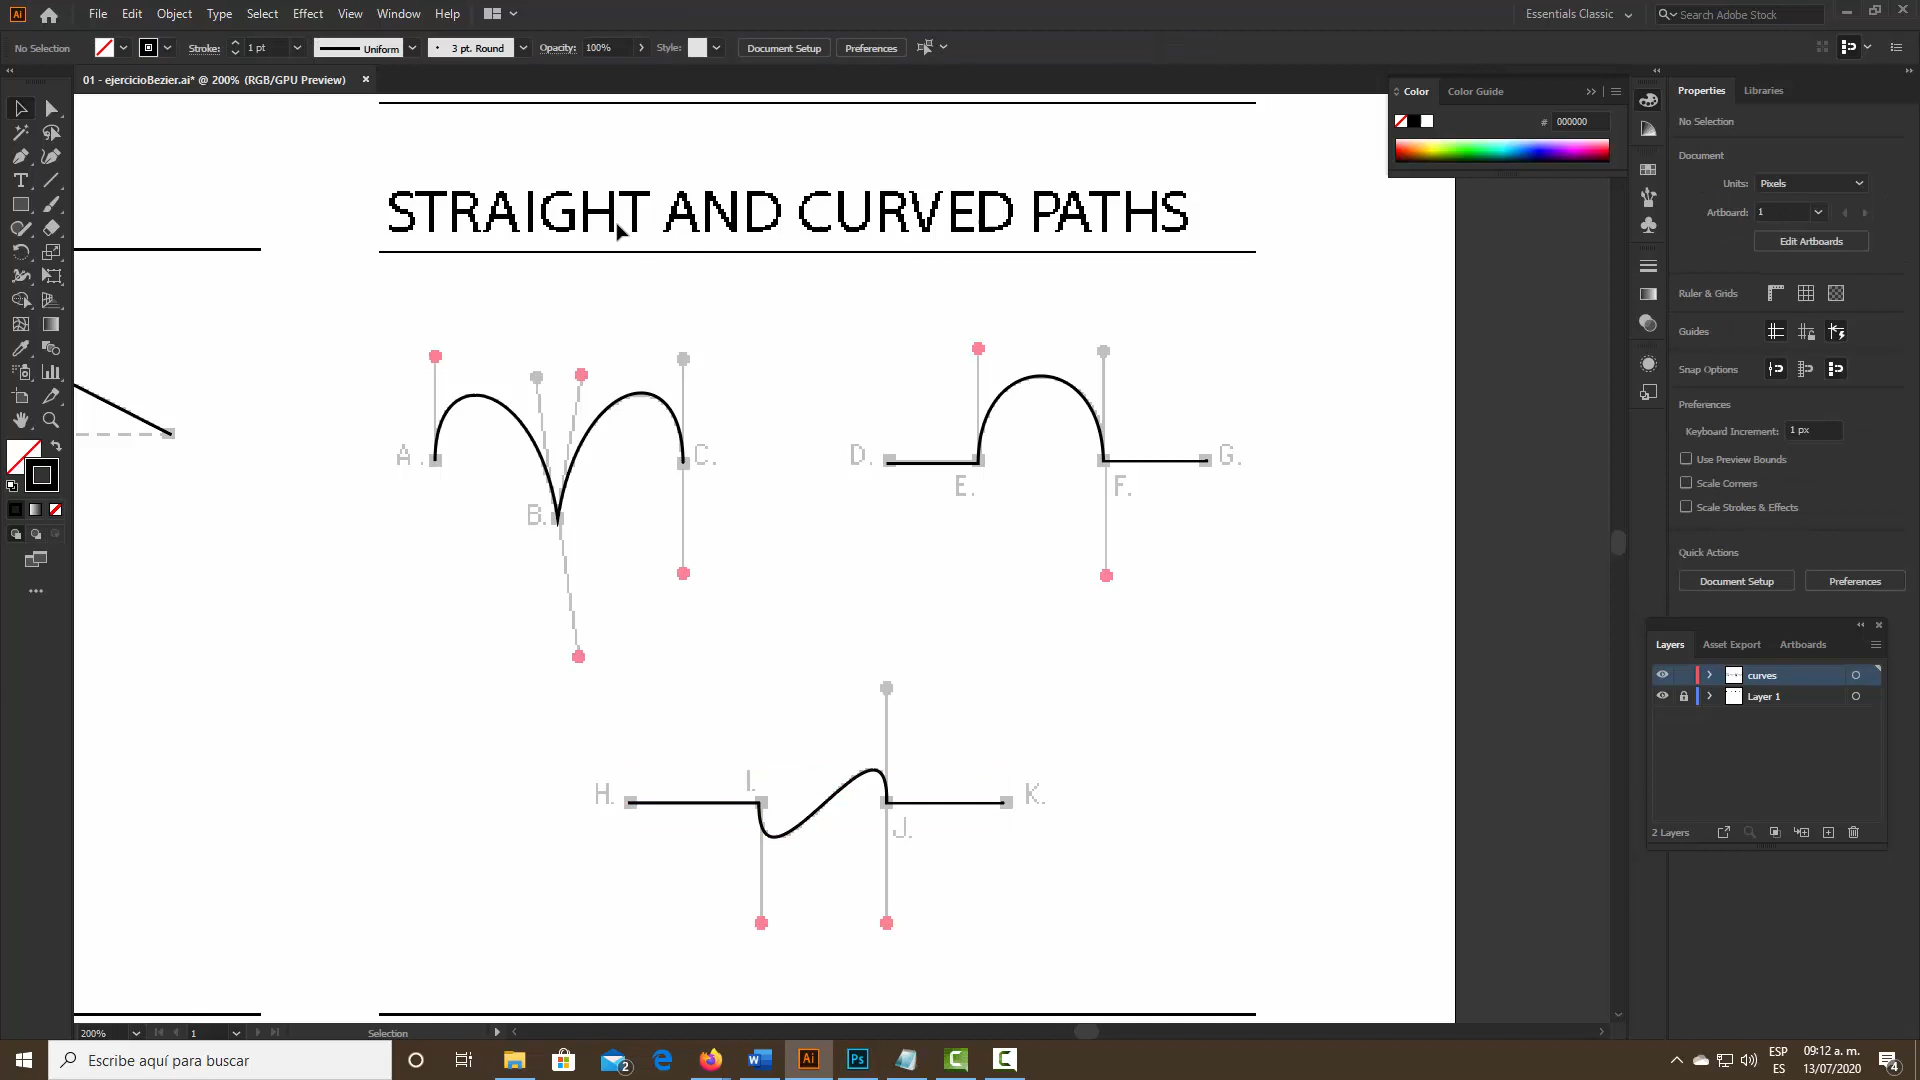 Ai File Edit Object Type Select Effect View Window Help Essentials Classic Search Adobe Stock
No Selection Stroke: 1 pt Uniform 3 pt. Round Opacity: 100% Style: Document Setup Preferences
01 - ejercicioBezier.ai* @ 200% (RGB/GPU Preview)
Color Color Guide
# 000000
Properties Libraries
No Selection
Document
Units: Pixels
Artboard: 1
Edit Artboards
Ruler & Grids
Guides
Snap Options
Preferences
Keyboard Increment: 1 px
Use Preview Bounds
Scale Corners
Scale Strokes & Effects
Quick Actions
Document Setup Preferences
Layers Asset Export Artboards
curves
Layer 1
2 Layers
STRAIGHT AND CURVED PATHS
A. C. D. G.
B. E. F.
H. I. K.
J.
200% 1 Selection
Escribe aquí para buscar 2 Ai Ps ESP 09:12 a. m.
ES 13/07/2020 4